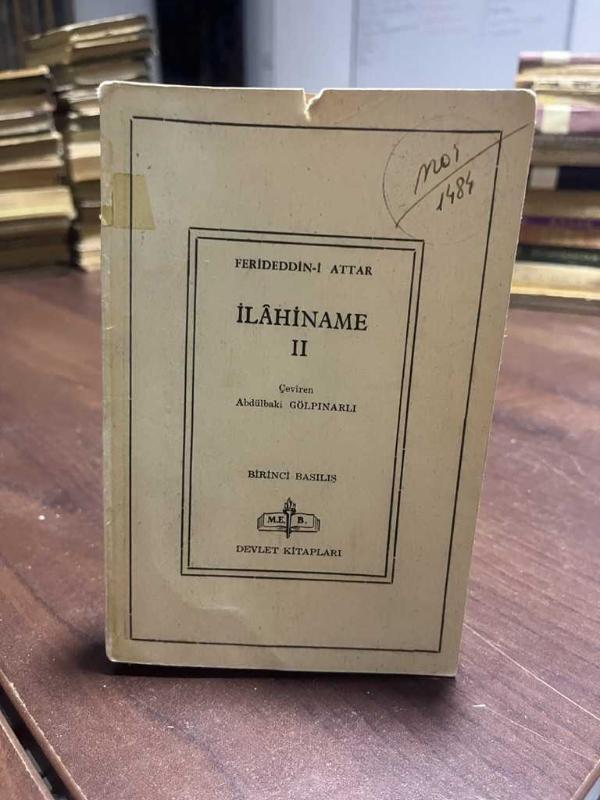 1484
FERİDEDDİN-İ ATTAR
İLÂHİNAME
II
Çeviren
Abdülbaki GÖLPINARLI
BİRİNCİ BASILIŞ
M.E. B.
DEVLET KİTAPLARI